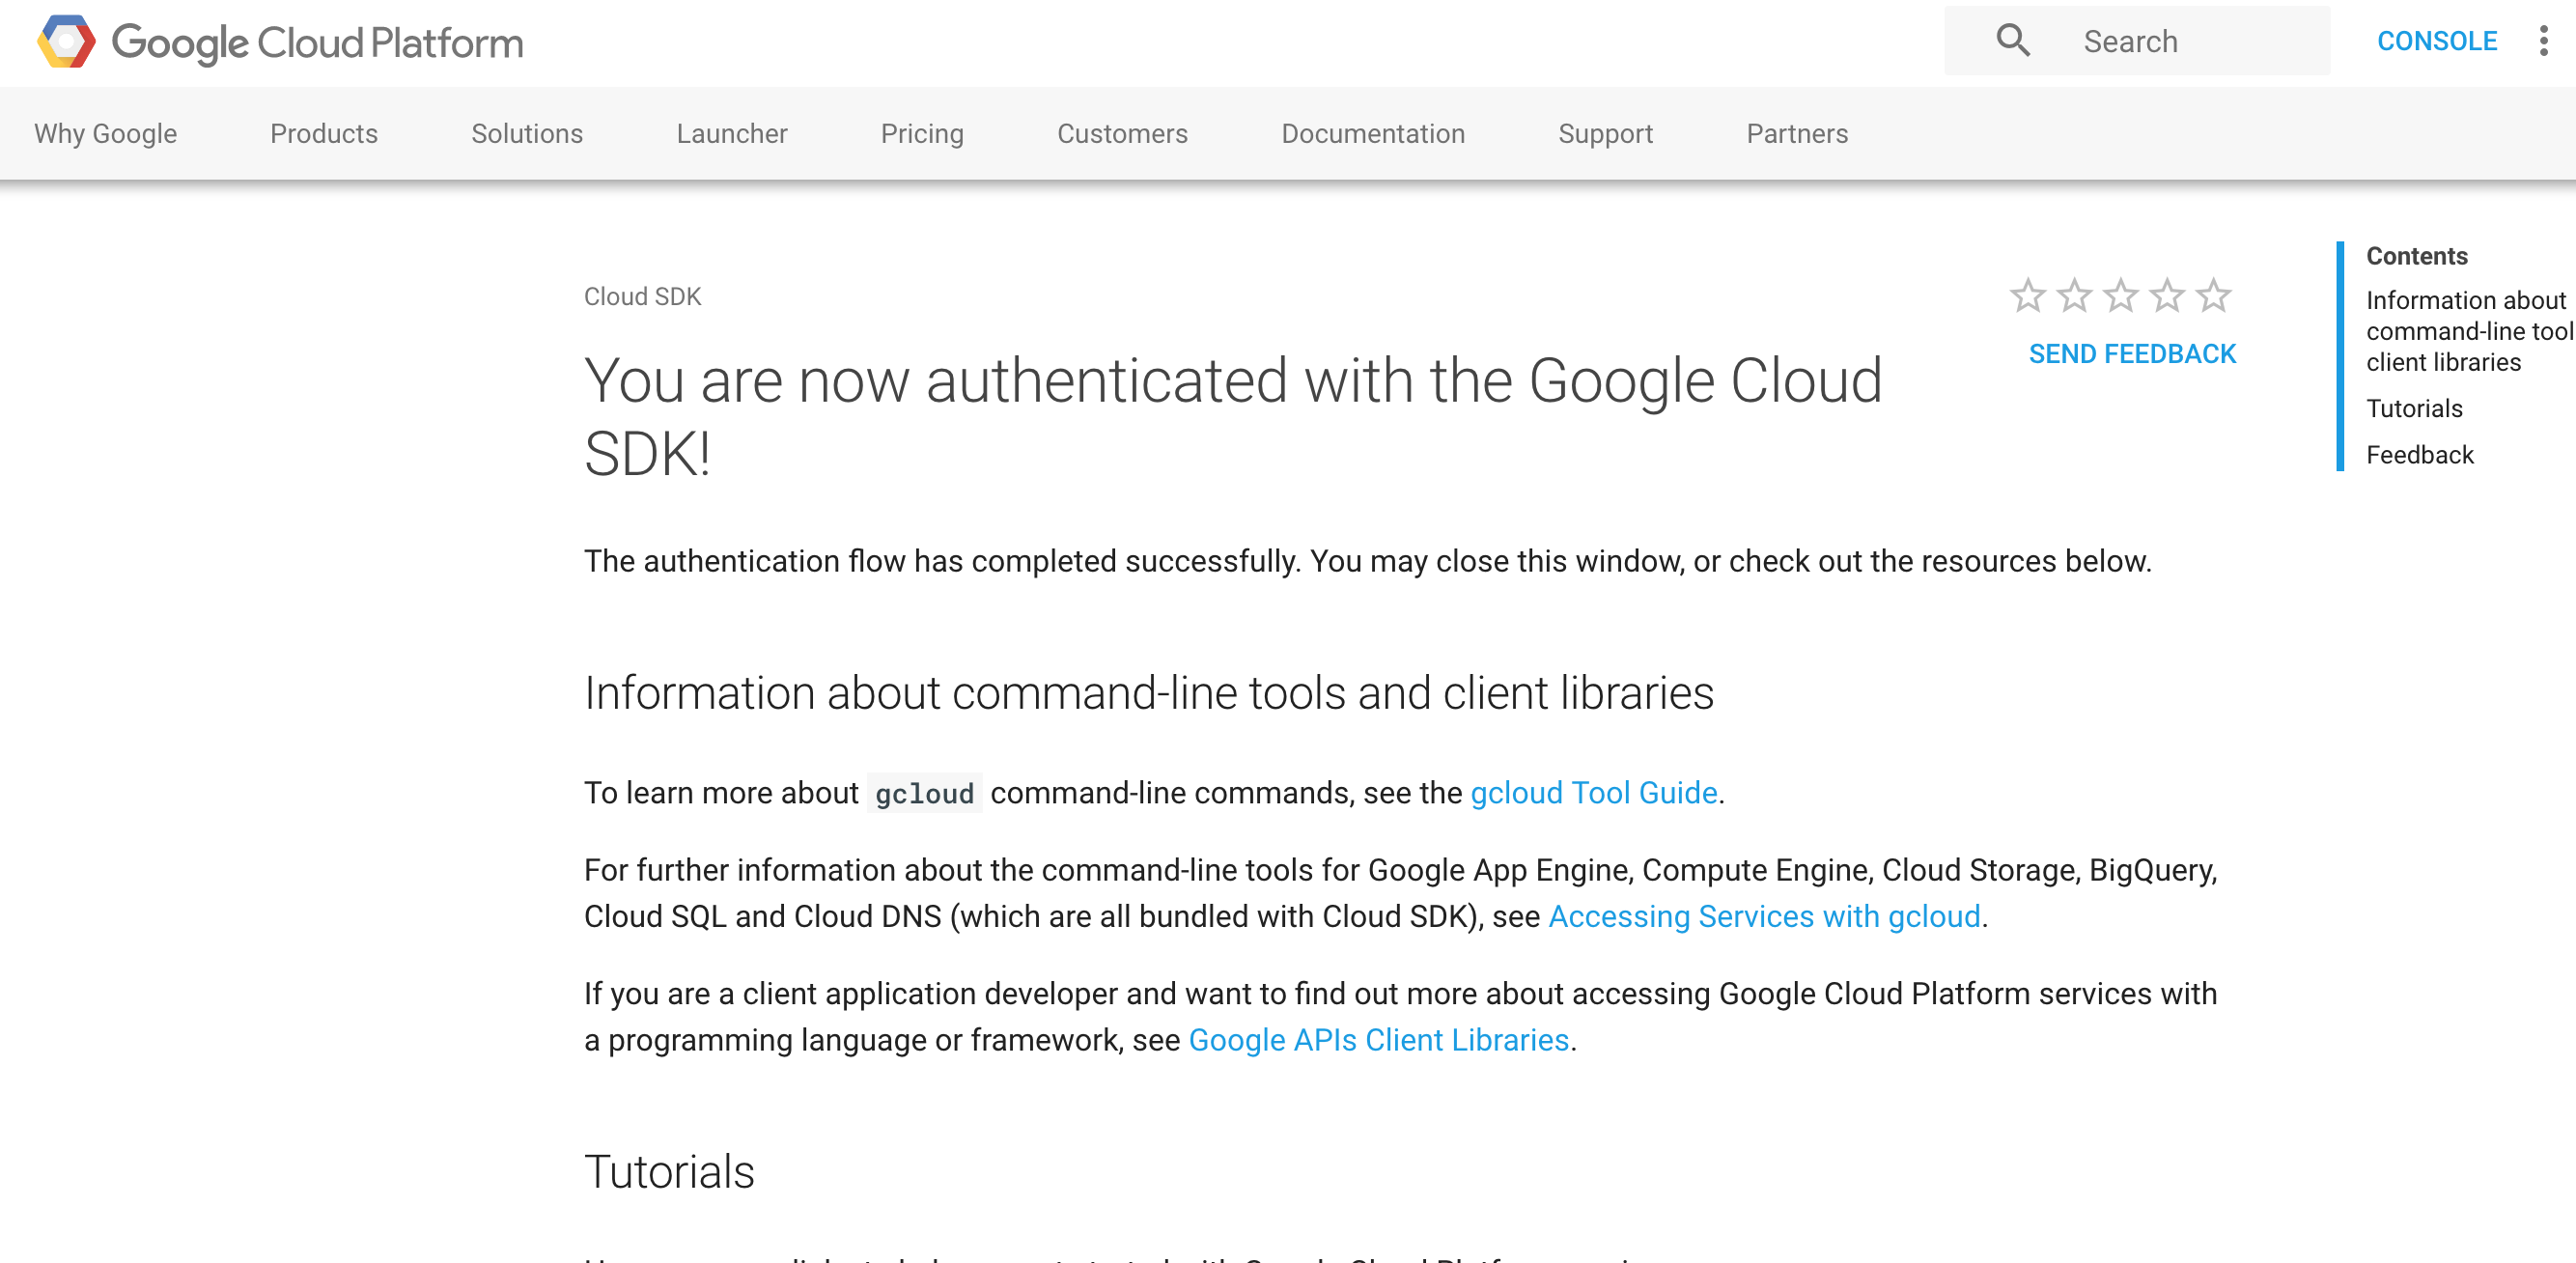 Google Cloud Platform
Search
CONSOLE
Why Google
Products
Solutions
Launcher
Pricing
Customers
Documentation
Support
Partners
Cloud SDK
You are now authenticated with the Google Cloud
SDK!
SEND FEEDBACK
Contents
Information about
command-line tool
client libraries
Tutorials
Feedback
The authentication flow has completed successfully. You may close this window, or check out the resources below.
Information about command-line tools and client libraries
To learn more about gcloud command-line commands, see the gcloud Tool Guide.
For further information about the command-line tools for Google App Engine, Compute Engine, Cloud Storage, BigQuery,
Cloud SQL and Cloud DNS (which are all bundled with Cloud SDK), see Accessing Services with gcloud.
If you are a client application developer and want to find out more about accessing Google Cloud Platform services with
a programming language or framework, see Google APIs Client Libraries.
Tutorials